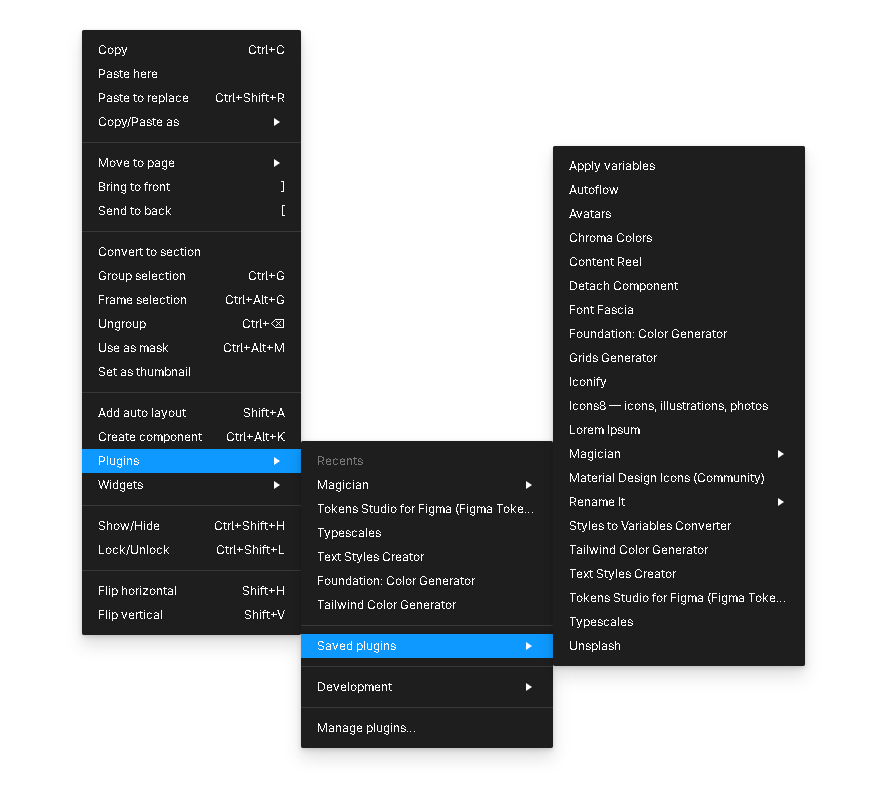 Copy Ctrl+C
Paste here
Paste to replace Ctrl+Shift+R
Copy/Paste as
Move to page
Bring to front ]
Send to back [
Convert to section
Group selection Ctrl+G
Frame selection Ctrl+Alt+G
Ungroup Ctrl+⌫
Use as mask Ctrl+Alt+M
Set as thumbnail
Add auto layout Shift+A
Create component Ctrl+Alt+K
Plugins
Widgets
Show/Hide Ctrl+Shift+H
Lock/Unlock Ctrl+Shift+L
Flip horizontal Shift+H
Flip vertical Shift+V
Recents
Magician
Tokens Studio for Figma (Figma Toke...
Typescales
Text Styles Creator
Foundation: Color Generator
Tailwind Color Generator
Saved plugins
Development
Manage plugins...
Apply variables
Autoflow
Avatars
Chroma Colors
Content Reel
Detach Component
Font Fascia
Foundation: Color Generator
Grids Generator
Iconify
Icons8 — icons, illustrations, photos
Lorem Ipsum
Magician
Material Design Icons (Community)
Rename It
Styles to Variables Converter
Tailwind Color Generator
Text Styles Creator
Tokens Studio for Figma (Figma Toke...
Typescales
Unsplash